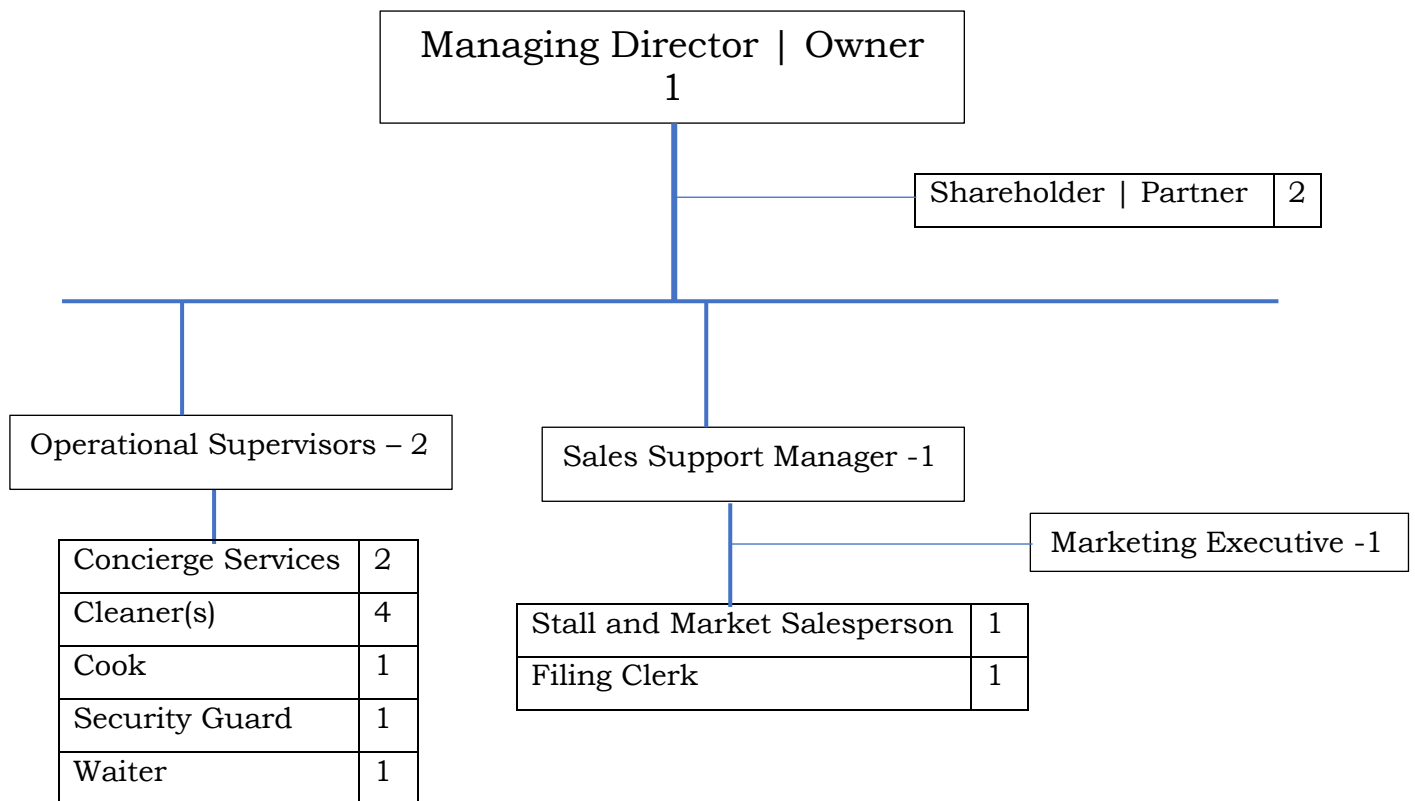 Managing Director | Owner
1
Shareholder | Partner 2
Operational Supervisors – 2
Concierge Services 2
Cleaner(s) 4
Cook 1
Security Guard 1
Waiter 1
Sales Support Manager -1
Marketing Executive -1
Stall and Market Salesperson 1
Filing Clerk 1